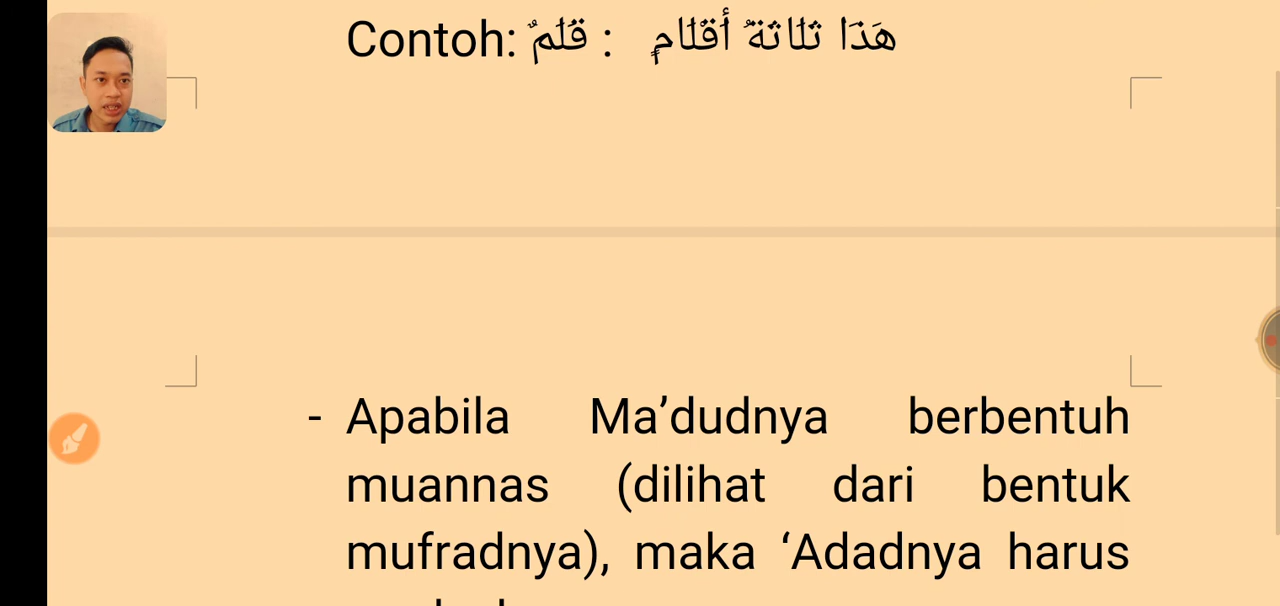 Contoh: قَلَمٌ : هَذَا ثَلَاثَةُ أَقْلَامٍ
- Apabila Ma’dudnya berbentuh
muannas (dilihat dari bentuk
mufradnya), maka ‘Adadnya harus